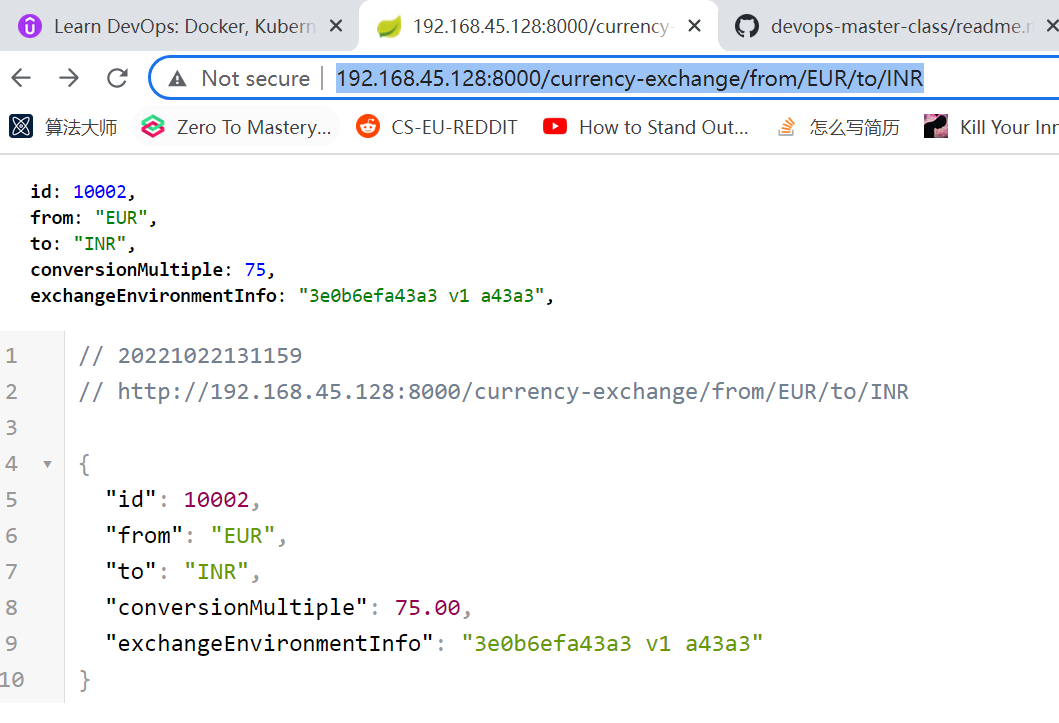 Learn DevOps: Docker, Kubern
192.168.45.128:8000/currency-
devops-master-class/readme.
Not secure | 192.168.45.128:8000/currency-exchange/from/EUR/to/INR
算法大师 Zero To Mastery... CS-EU-REDDIT How to Stand Out... 怎么写简历 Kill Your Inn
id: 10002,
from: "EUR",
to: "INR",
conversionMultiple: 75,
exchangeEnvironmentInfo: "3e0b6efa43a3 v1 a43a3",
1 // 20221022131159
2 // http://192.168.45.128:8000/currency-exchange/from/EUR/to/INR
3
4 {
5 "id": 10002,
6 "from": "EUR",
7 "to": "INR",
8 "conversionMultiple": 75.00,
9 "exchangeEnvironmentInfo": "3e0b6efa43a3 v1 a43a3"
10 }